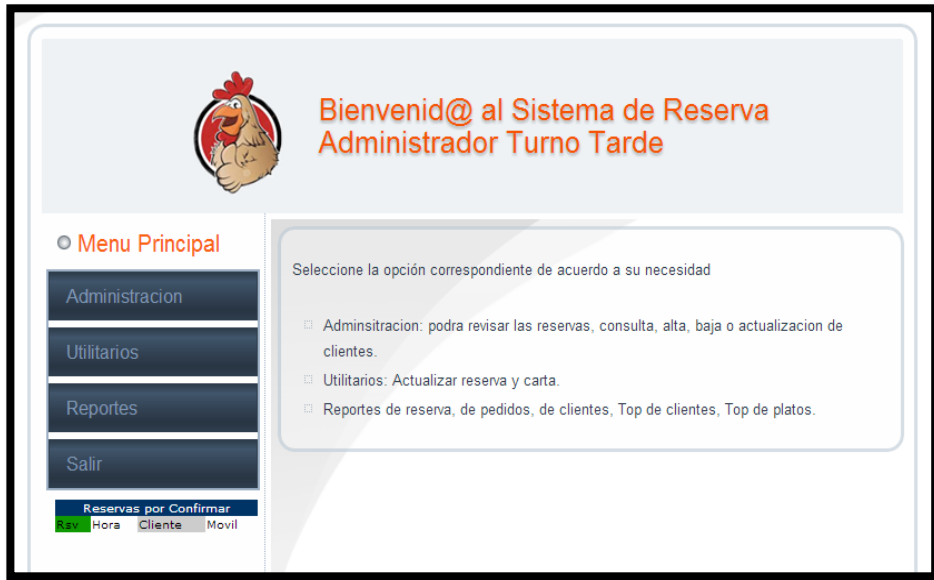 Bienvenid@ al Sistema de Reserva
Administrador Turno Tarde
Menu Principal
Administracion
Utilitarios
Reportes
Salir
Reservas por Confirmar
Rsv Hora Cliente Movil
Seleccione la opción correspondiente de acuerdo a su necesidad
Adminsitracion: podra revisar las reservas, consulta, alta, baja o actualizacion de
clientes.
Utilitarios: Actualizar reserva y carta.
Reportes de reserva, de pedidos, de clientes, Top de clientes, Top de platos.